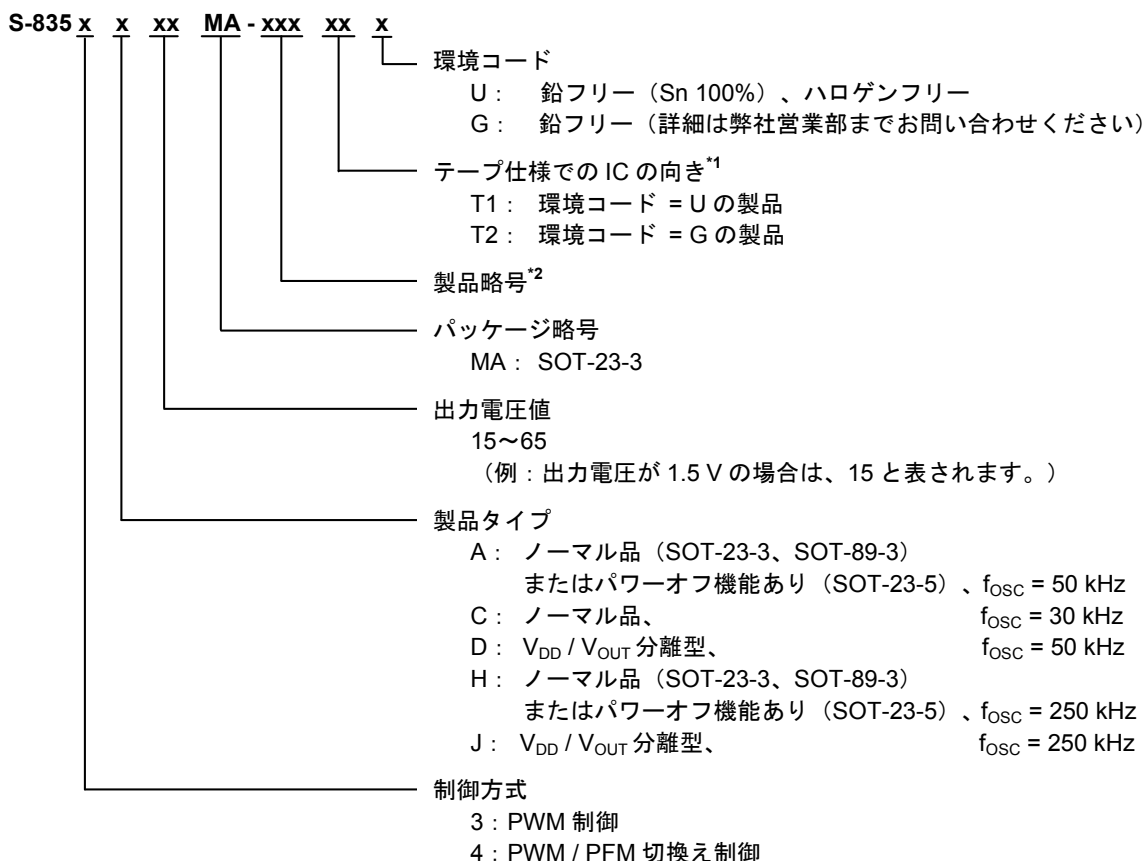 S-835 x x xx MA - xxx xx x
環境コード
U : 鉛フリー（Sn 100%）、ハロゲンフリー
G : 鉛フリー（詳細は弊社営業部までお問い合わせください）
テープ仕様での IC の向き*1
T1 : 環境コード = U の製品
T2 : 環境コード = G の製品
製品略号*2
パッケージ略号
MA : SOT-23-3
出力電圧値
15～65
（例：出力電圧が 1.5 V の場合は、15 と表されます。）
製品タイプ
A : ノーマル品（SOT-23-3、SOT-89-3）
またはパワーオフ機能あり（SOT-23-5）、fOSC = 50 kHz
C : ノーマル品、 fOSC = 30 kHz
D : VDD / VOUT 分離型、 fOSC = 50 kHz
H : ノーマル品（SOT-23-3、SOT-89-3）
またはパワーオフ機能あり（SOT-23-5）、fOSC = 250 kHz
J : VDD / VOUT 分離型、 fOSC = 250 kHz
制御方式
3 : PWM 制御
4 : PWM / PFM 切換え制御